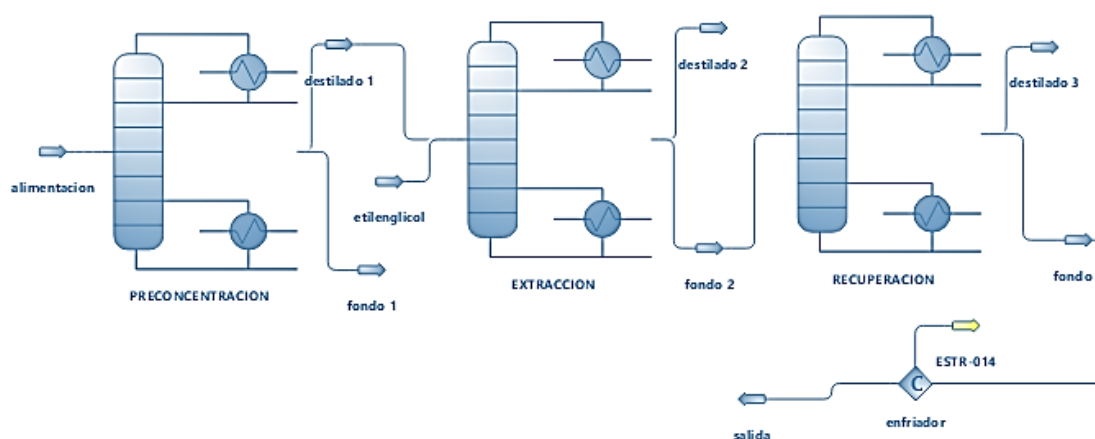 destilado 1
destilado 2
destilado 3
alimentacion
etilenglicol
PRECONCENTRACION
fondo 1
EXTRACCION
fondo 2
RECUPERACION
fondo
ESTR-014
C
enfriador
salida